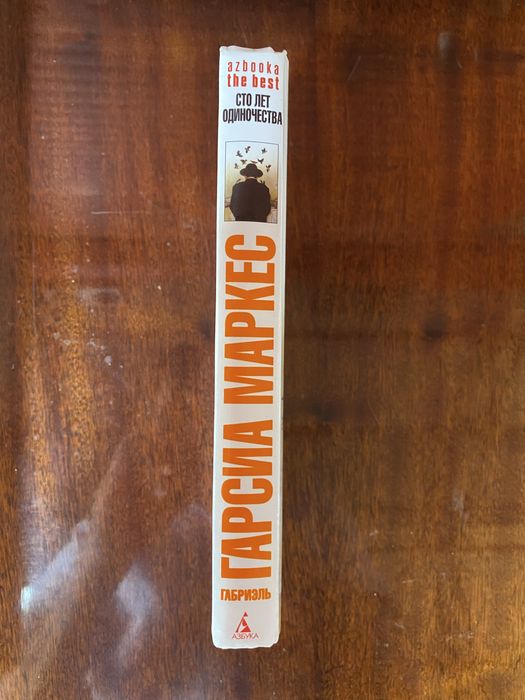 azbooka
the best
СТО ЛЕТ
ОДИНОЧЕСТВА
ГАРСИА МАРКЕС
ГАБРИЭЛЬ
АЗБУКА